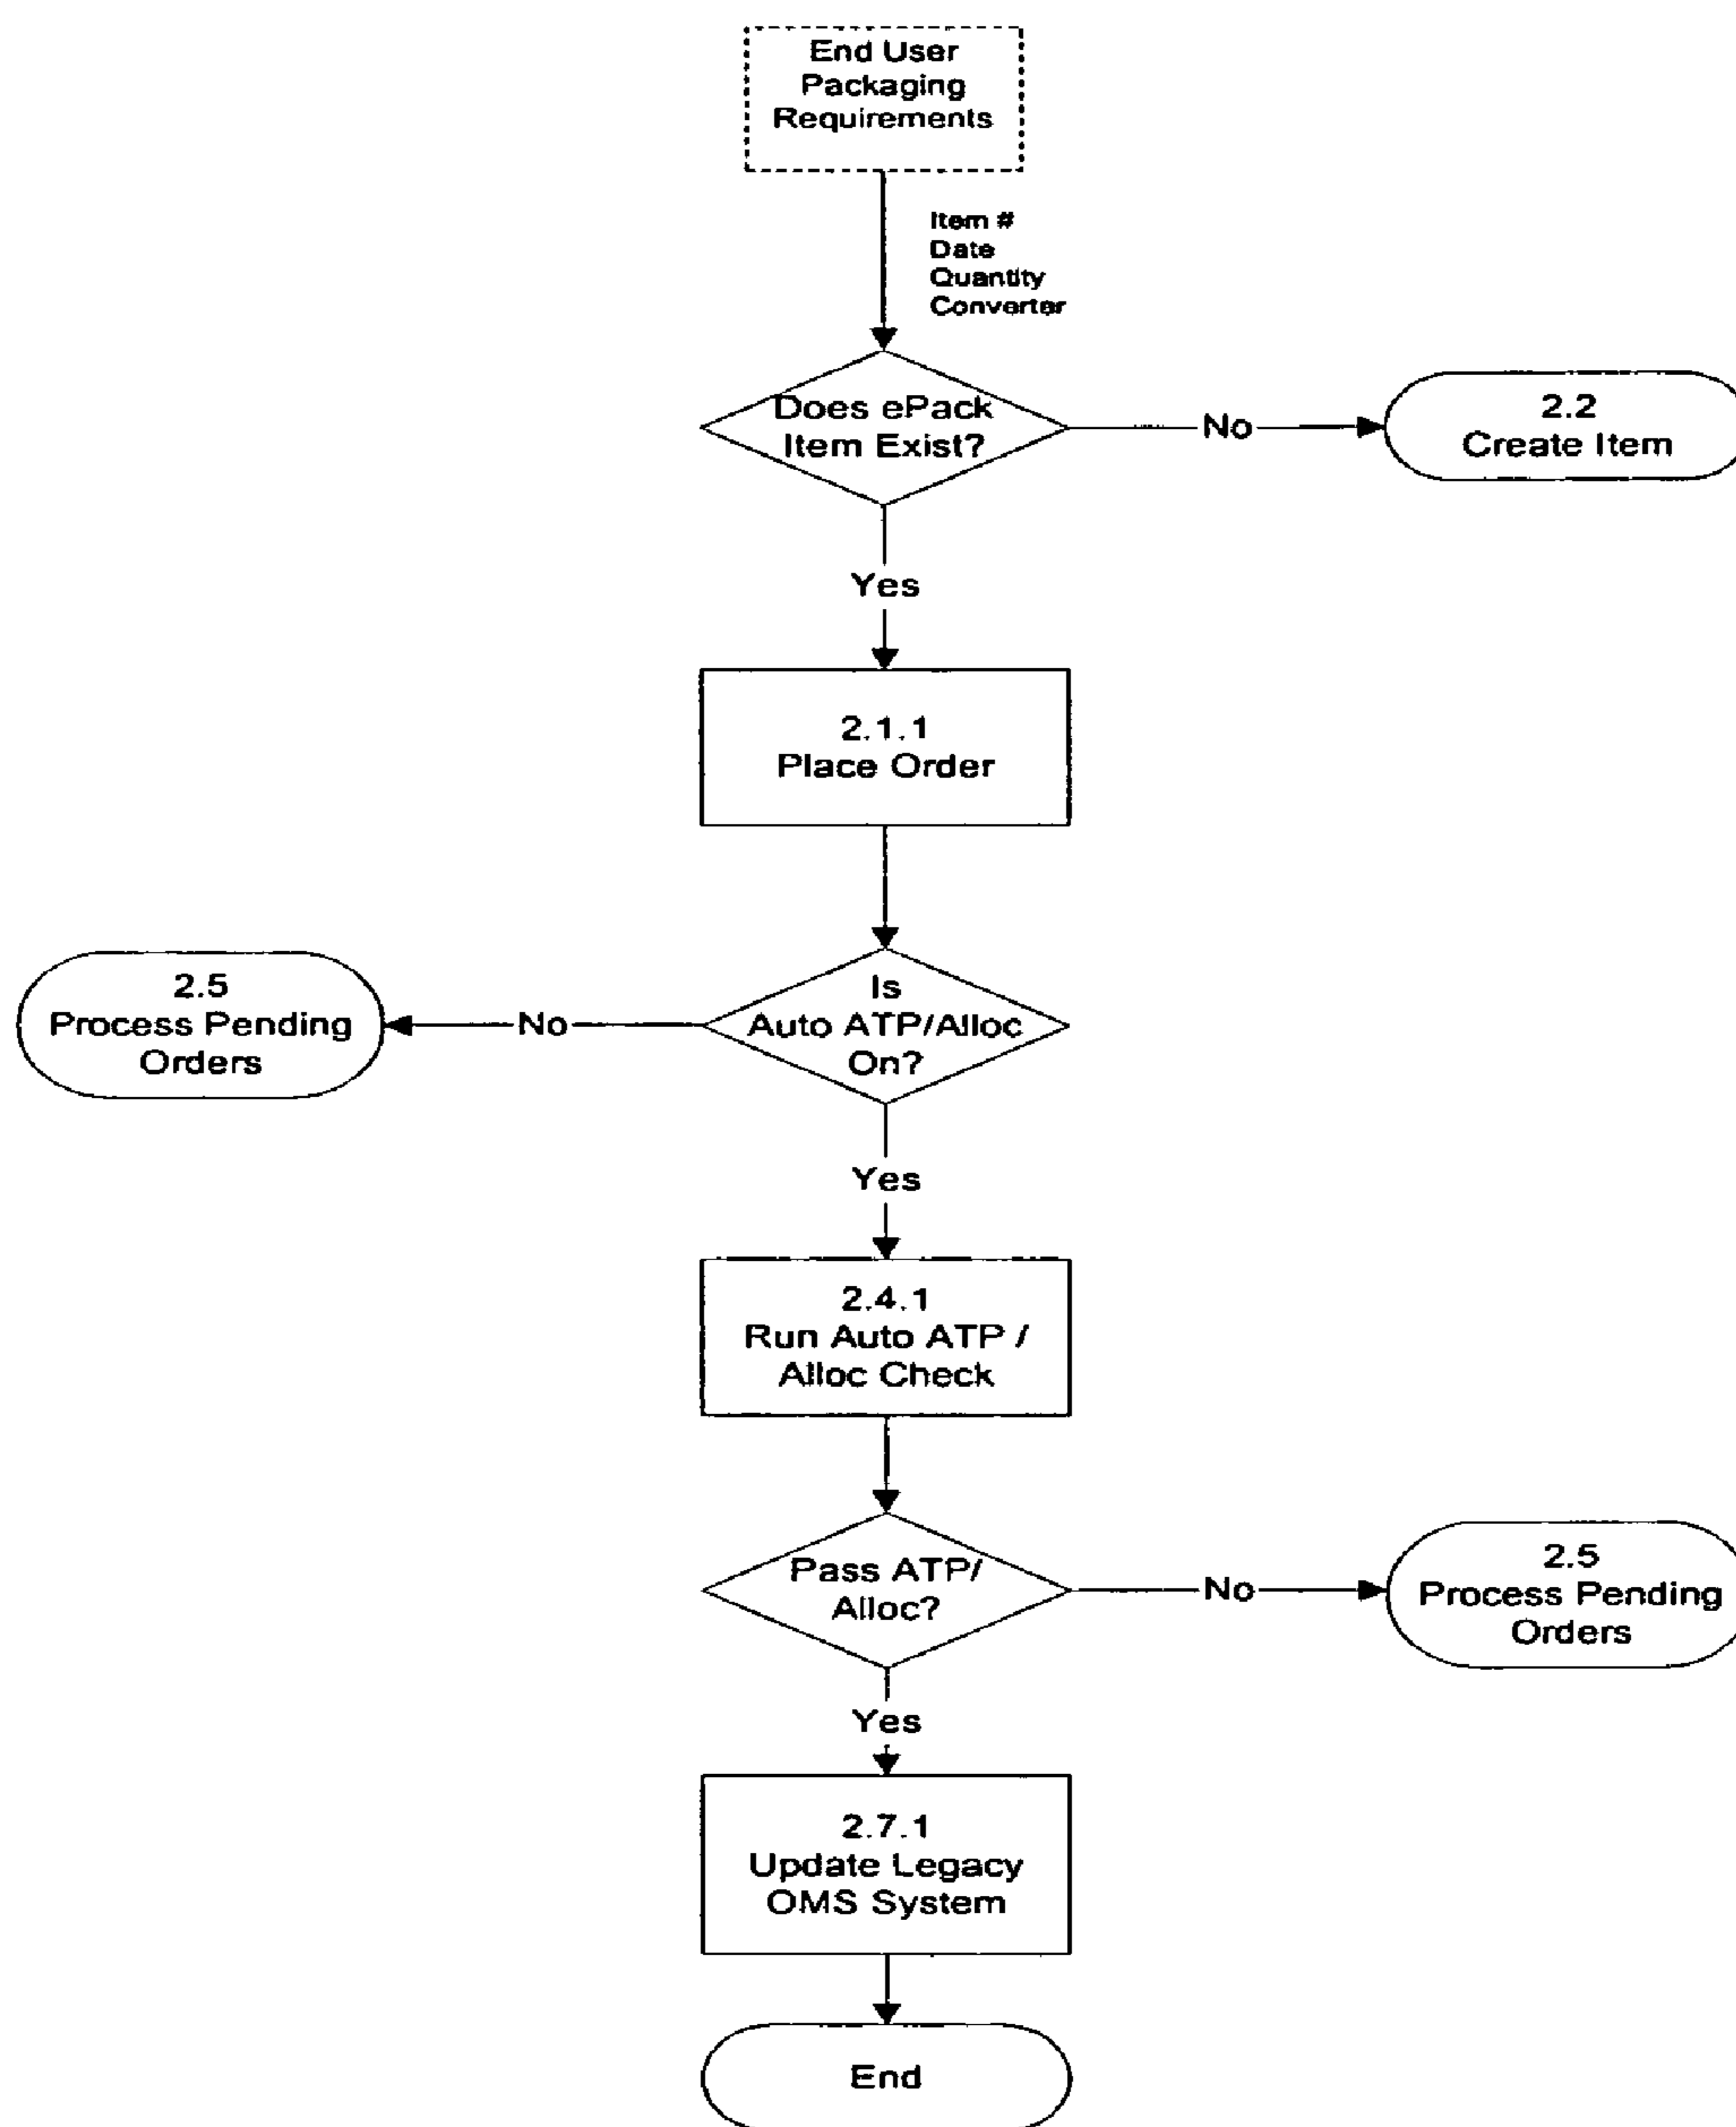 End User
Packaging
Requirements
Item #
Date
Quantity
Converter
Does ePack
Item Exist?
No
2.2
Create Item
Yes
2.1.1
Place Order
Is
Auto ATP/Alloc
On?
No
2.5
Process Pending
Orders
Yes
2.4.1
Run Auto ATP /
Alloc Check
Pass ATP/
Alloc?
No
2.5
Process Pending
Orders
Yes
2.7.1
Update Legacy
OMS System
End